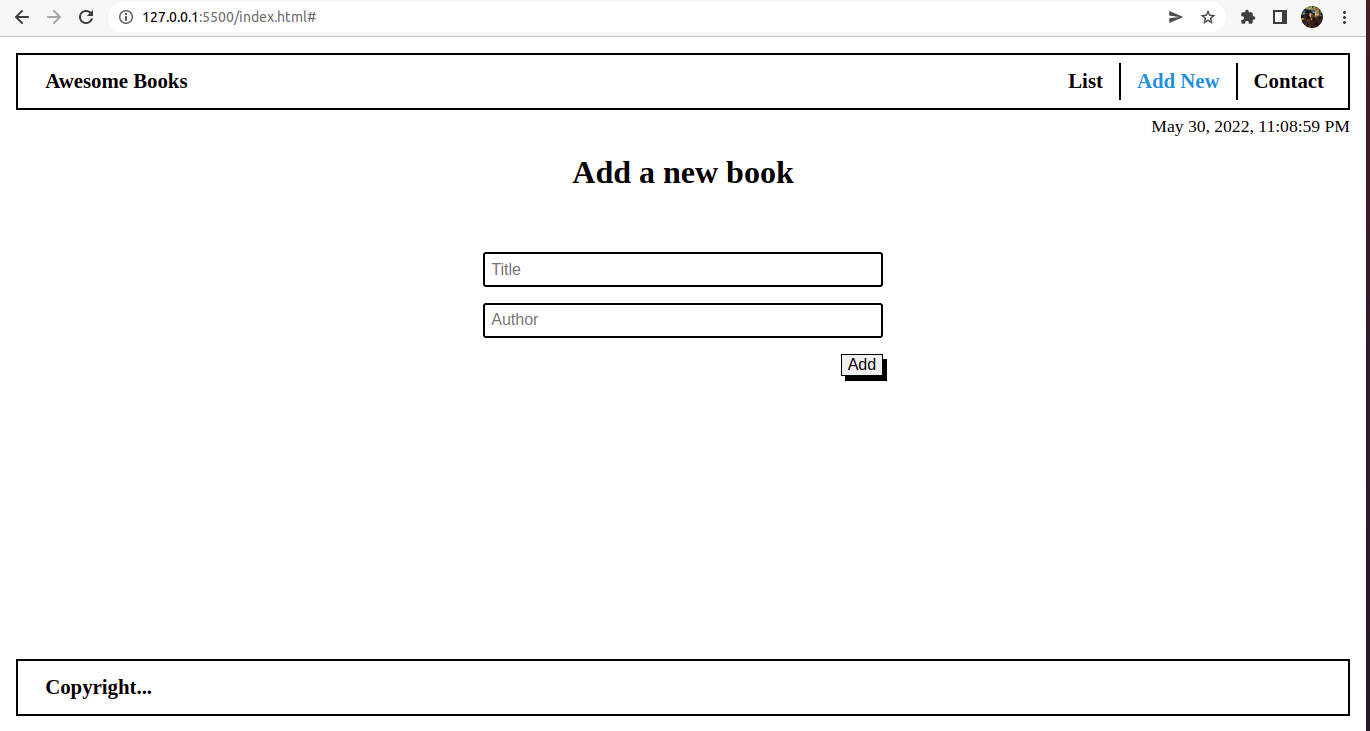 127.0.0.1:5500/index.html#
Awesome Books
List
Add New
Contact
May 30, 2022, 11:08:59 PM
Add a new book
Title
Author
Add
Copyright...